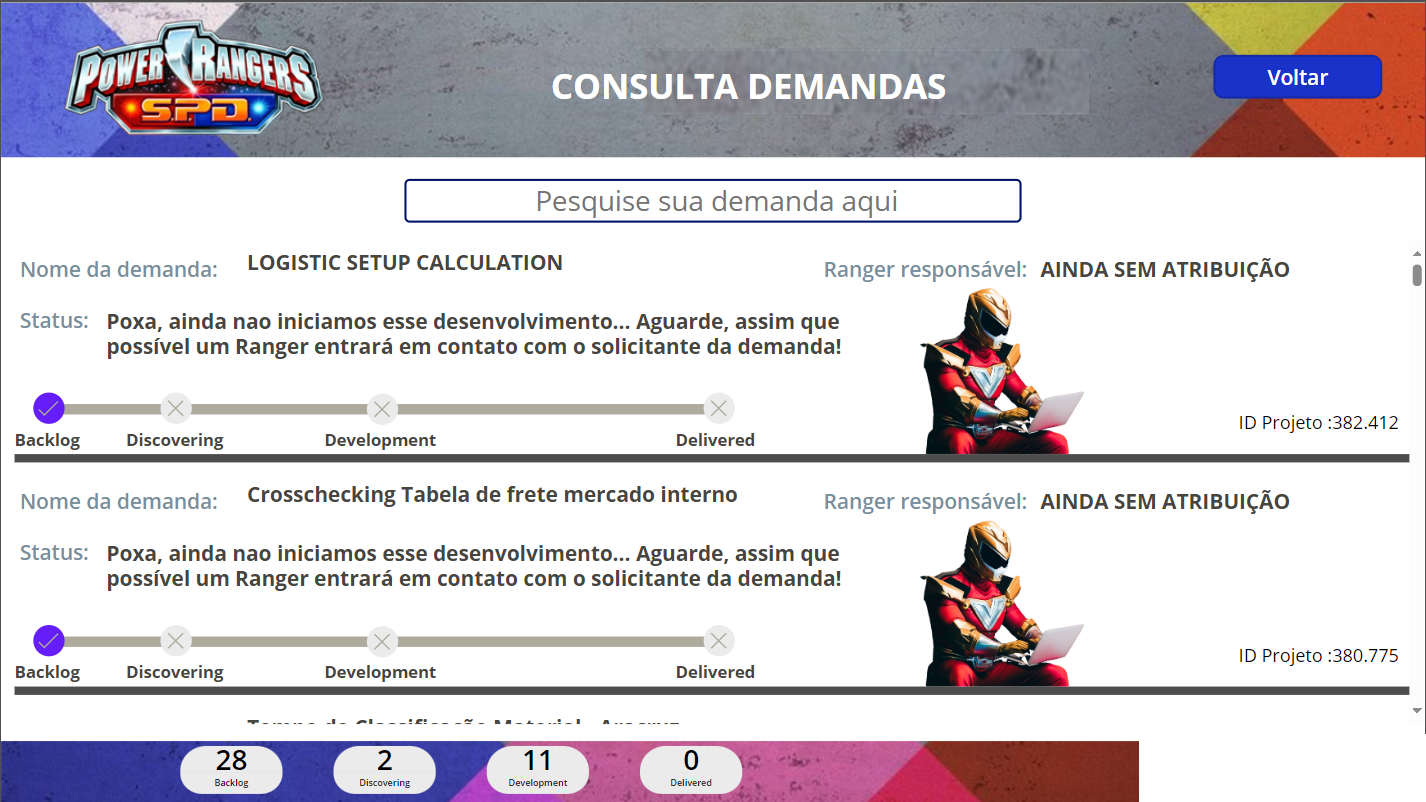 POWER RANGERS
S.P.D.
CONSULTA DEMANDAS
Voltar
Pesquise sua demanda aqui
Nome da demanda: LOGISTIC SETUP CALCULATION
Ranger responsável: AINDA SEM ATRIBUIÇÃO
Status: Poxa, ainda nao iniciamos esse desenvolvimento... Aguarde, assim que
possível um Ranger entrará em contato com o solicitante da demanda!
Backlog Discovering Development Delivered
ID Projeto :382.412
Nome da demanda: Crosschecking Tabela de frete mercado interno
Ranger responsável: AINDA SEM ATRIBUIÇÃO
Status: Poxa, ainda nao iniciamos esse desenvolvimento... Aguarde, assim que
possível um Ranger entrará em contato com o solicitante da demanda!
Backlog Discovering Development Delivered
ID Projeto :380.775
Tempo de Classificação Material - Aracruz
28 2 11 0
Backlog Discovering Development Delivered